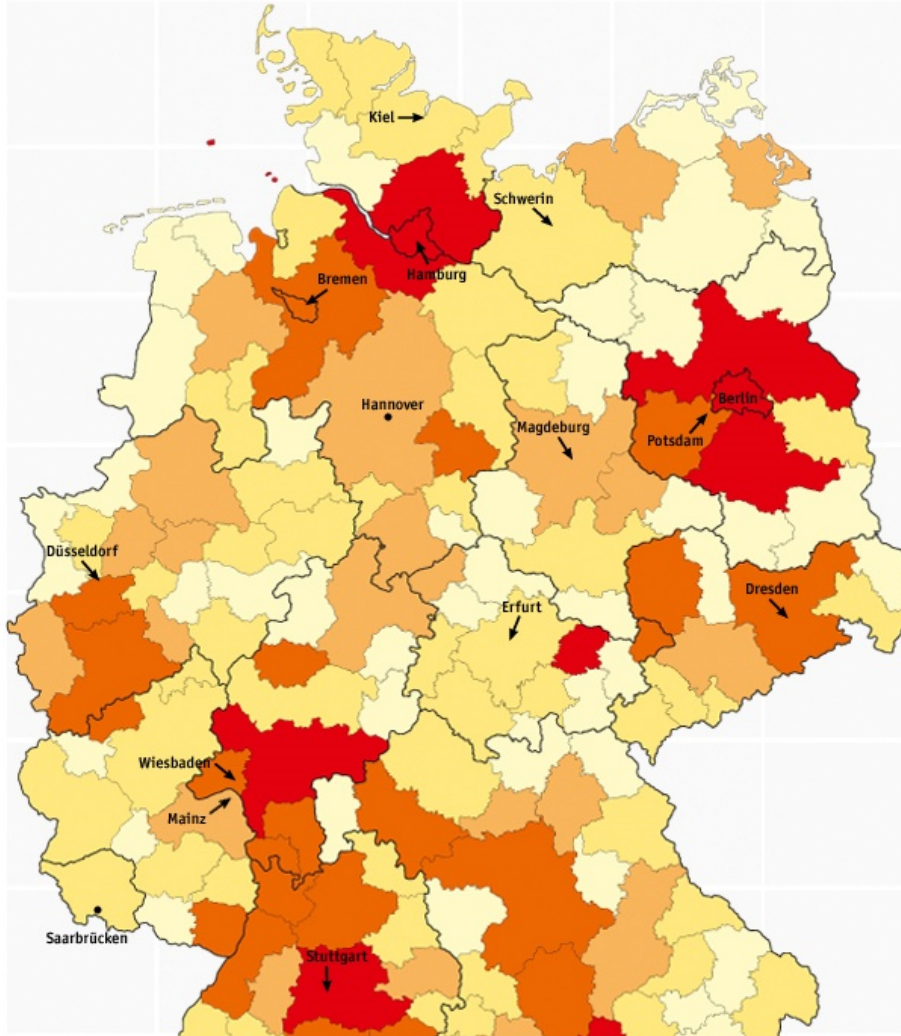 Kiel
Schwerin
Hamburg
Bremen
Hannover
Berlin
Magdeburg
Potsdam
Düsseldorf
Dresden
Erfurt
Wiesbaden
Mainz
Saarbrücken
Stuttgart